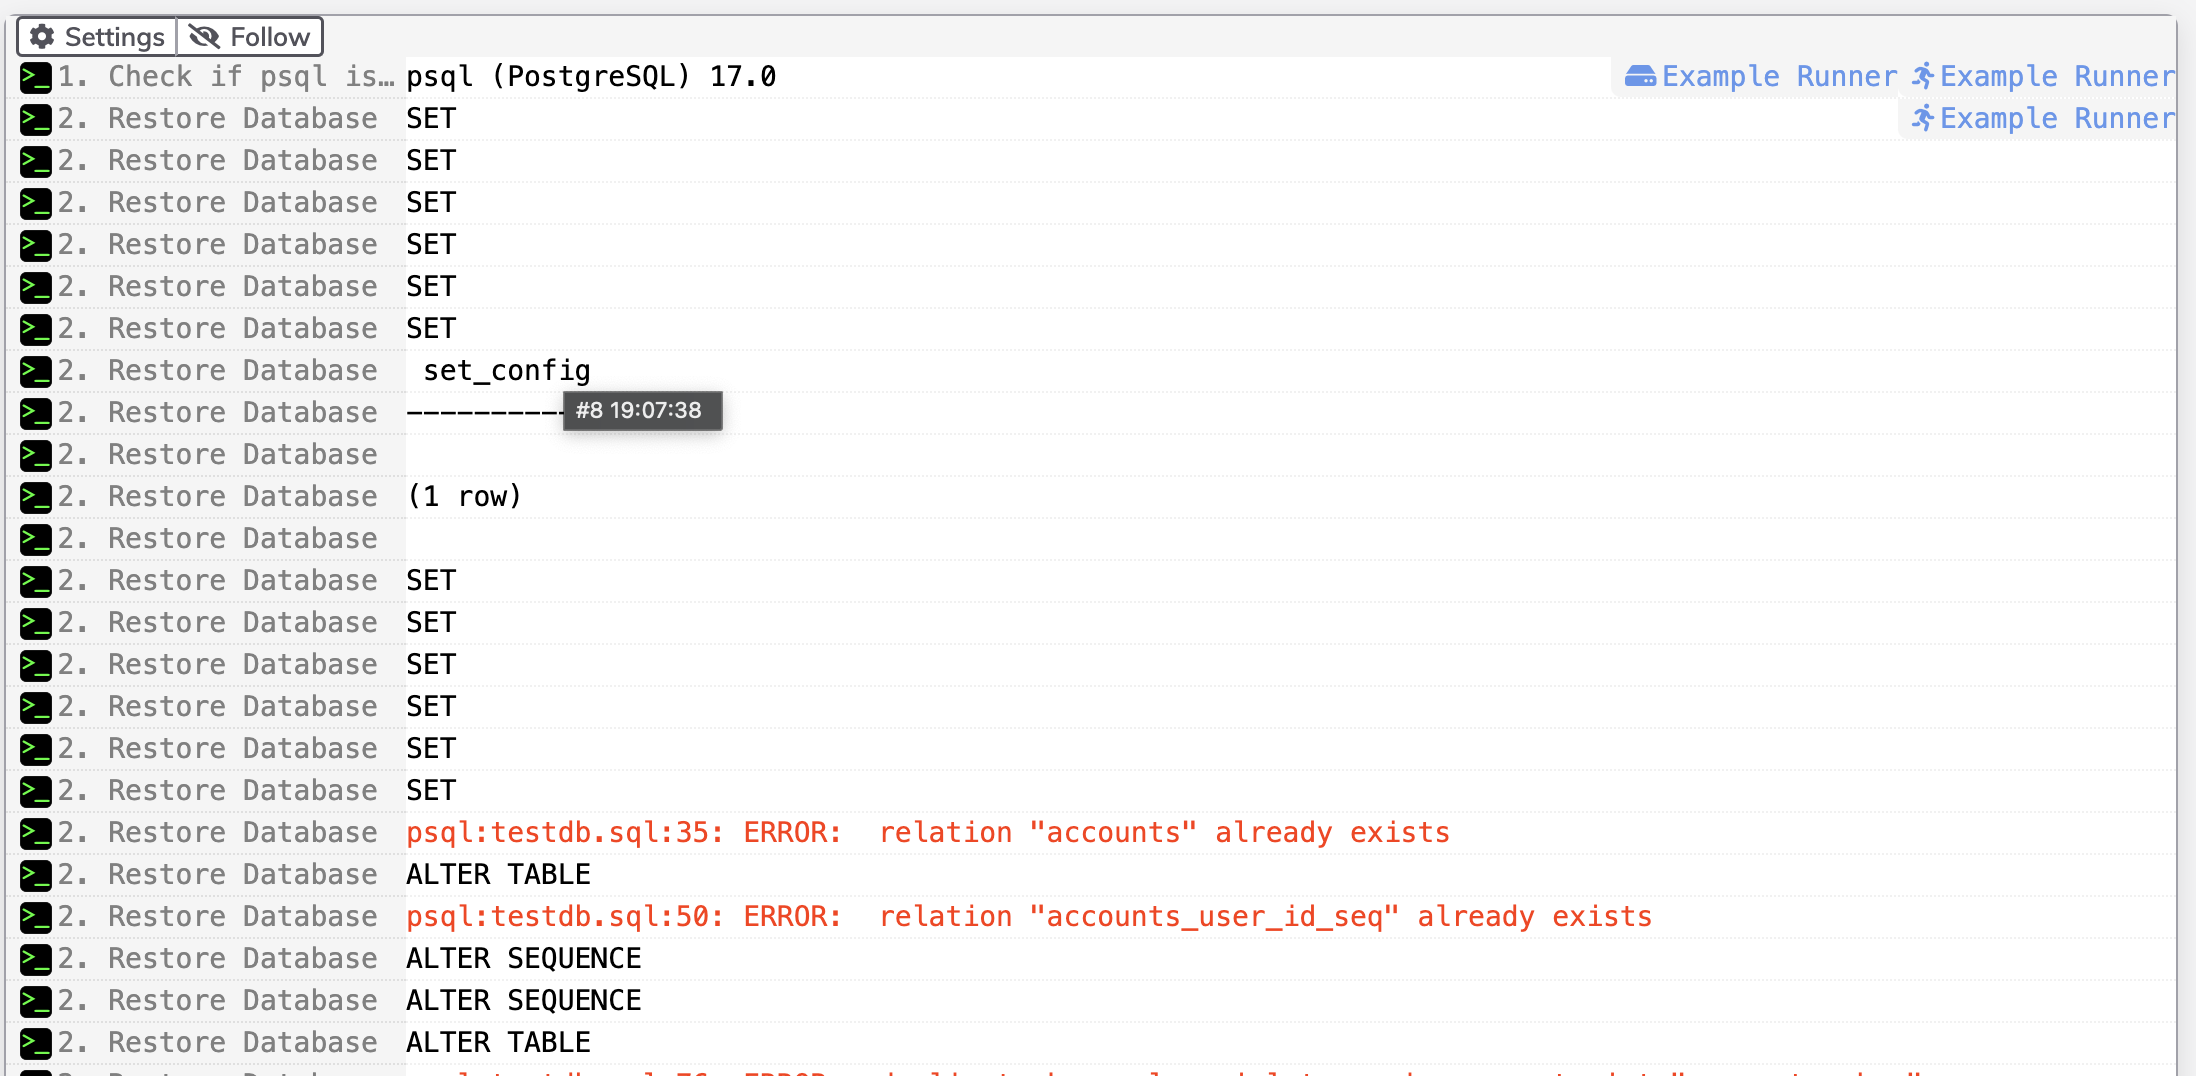 Settings Follow
1. Check if psql is… psql (PostgreSQL) 17.0 Example Runner Example Runner
2. Restore Database SET Example Runner
2. Restore Database SET
2. Restore Database SET
2. Restore Database SET
2. Restore Database SET
2. Restore Database SET
2. Restore Database set_config
2. Restore Database ---------- #8 19:07:38
2. Restore Database
2. Restore Database (1 row)
2. Restore Database
2. Restore Database SET
2. Restore Database SET
2. Restore Database SET
2. Restore Database SET
2. Restore Database SET
2. Restore Database SET
2. Restore Database psql:testdb.sql:35: ERROR:  relation "accounts" already exists
2. Restore Database ALTER TABLE
2. Restore Database psql:testdb.sql:50: ERROR:  relation "accounts_user_id_seq" already exists
2. Restore Database ALTER SEQUENCE
2. Restore Database ALTER SEQUENCE
2. Restore Database ALTER TABLE